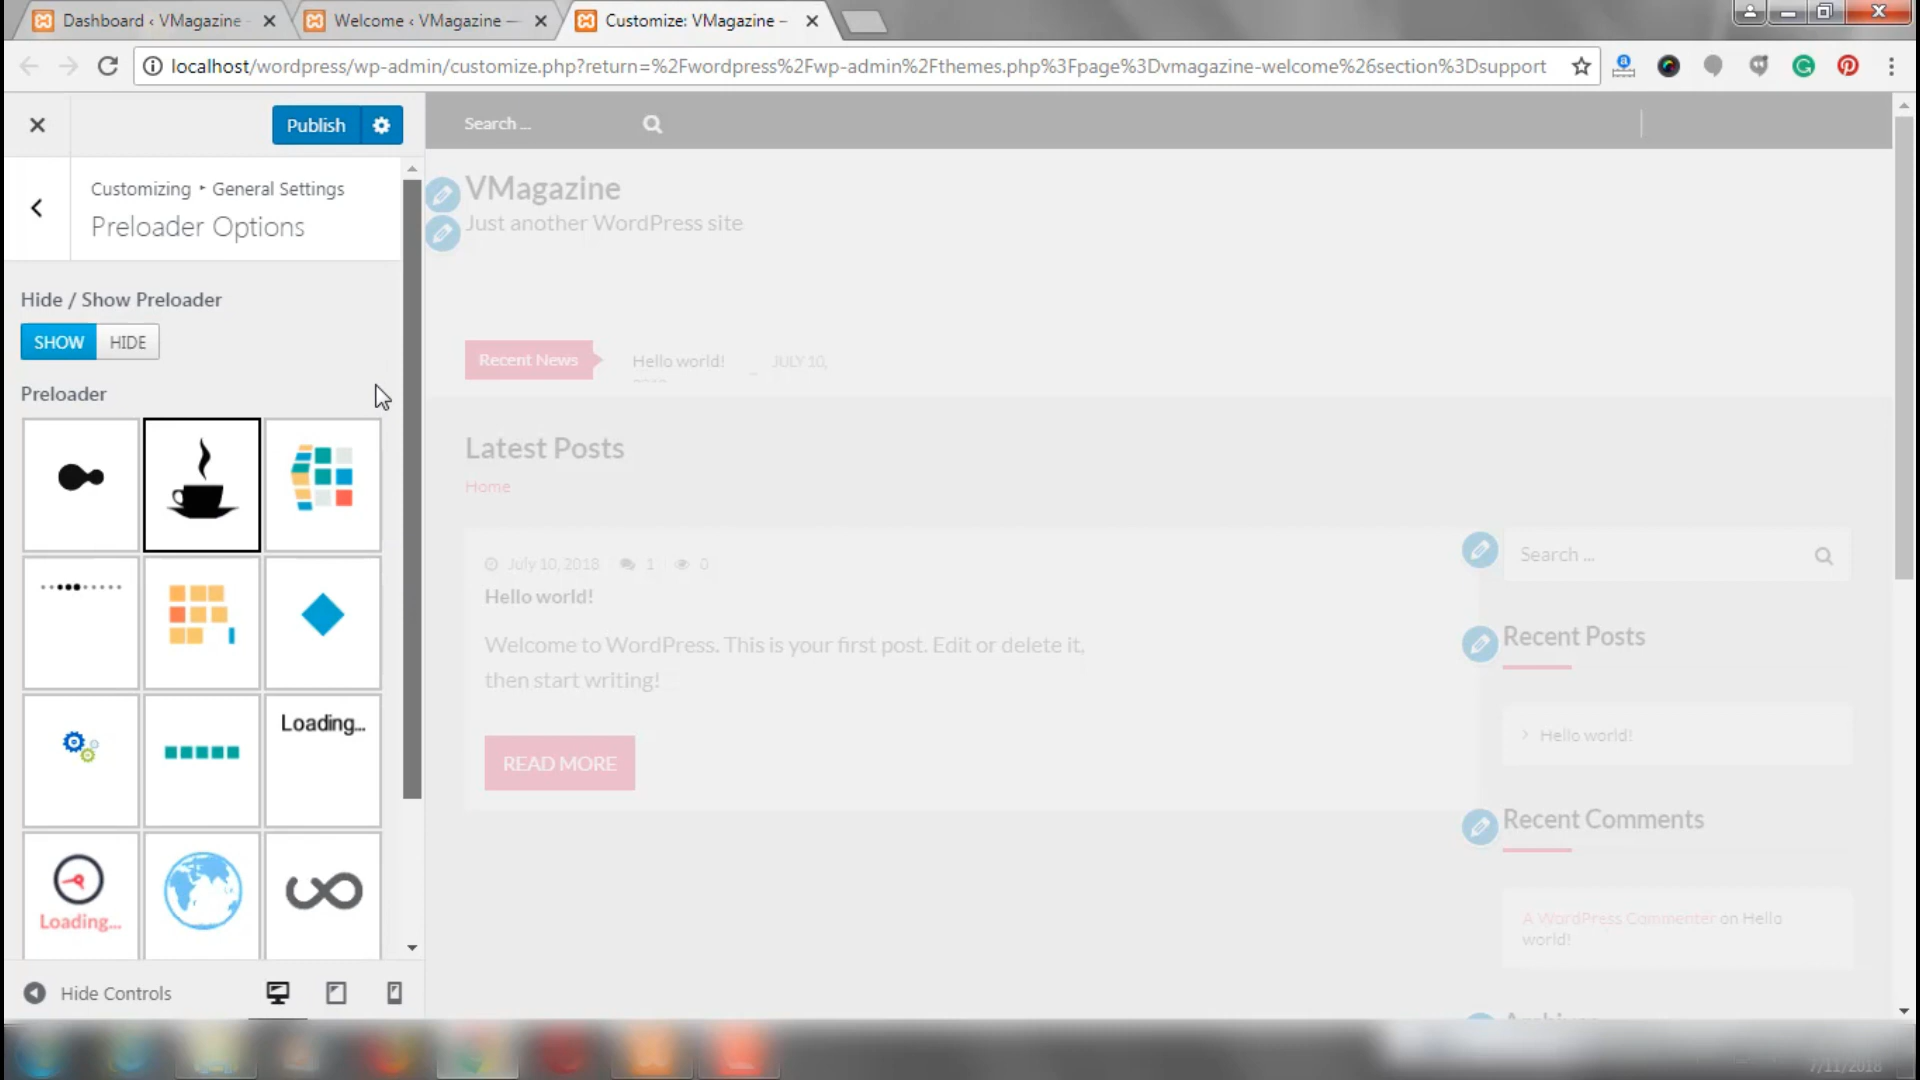 Dashboard ‹ VMagazine -
Welcome ‹ VMagazine —
Customize: VMagazine –
localhost/wordpress/wp-admin/customize.php?return=%2Fwordpress%2Fwp-admin%2Fthemes.php%3Fpage%3Dvmagazine-welcome%26section%3Dsupport
Publish
Customizing ‣ General Settings
Preloader Options
Hide / Show Preloader
SHOW HIDE
Preloader
Loading...
Loading...
Hide Controls
Search ...
VMagazine
Just another WordPress site
Recent News
Hello world!
JULY 10,
Latest Posts
Home
July 10, 2018 1 0
Hello world!
Welcome to WordPress. This is your first post. Edit or delete it,
then start writing!
READ MORE
Search ...
Recent Posts
Hello world!
Recent Comments
A WordPress Commenter on Hello
world!
7/11/2018